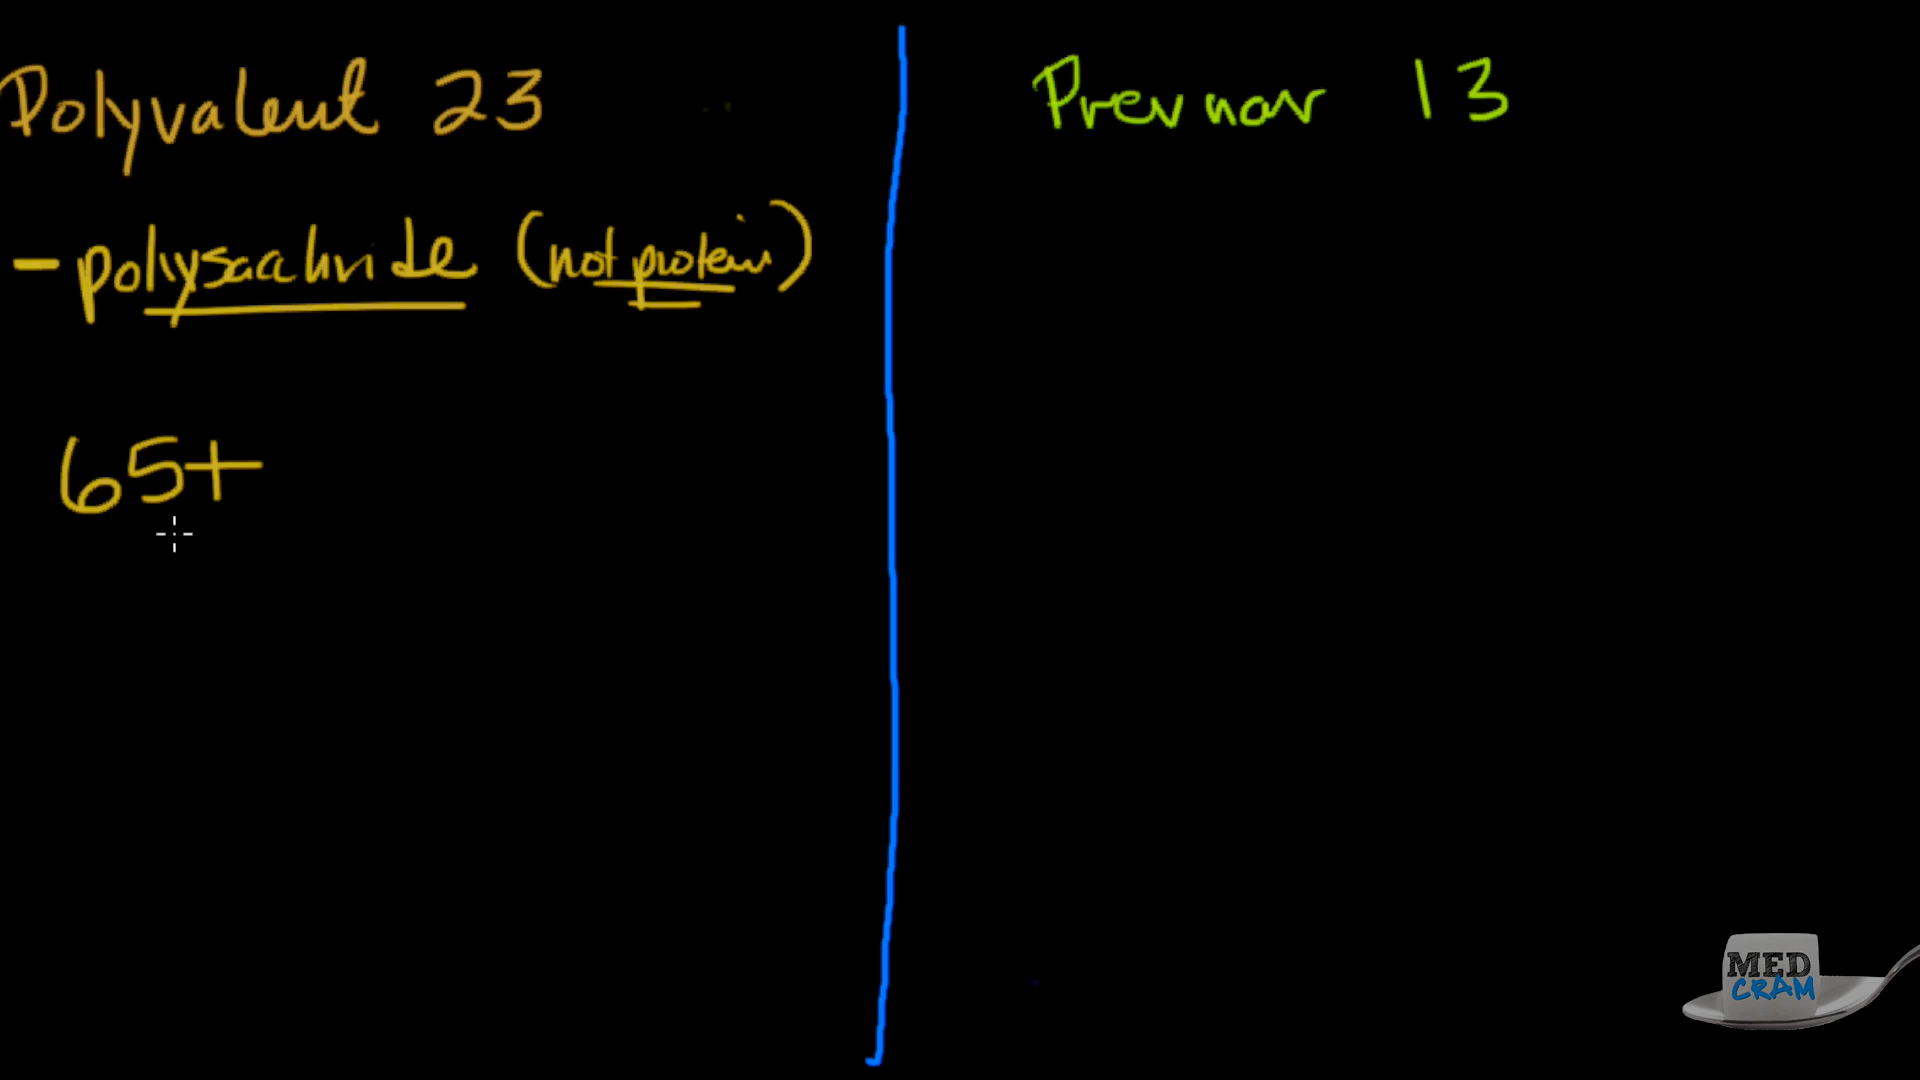 Polyvalent 23
- polysacchride (not protein)
65+
Prevnar 13
MED
CRAM